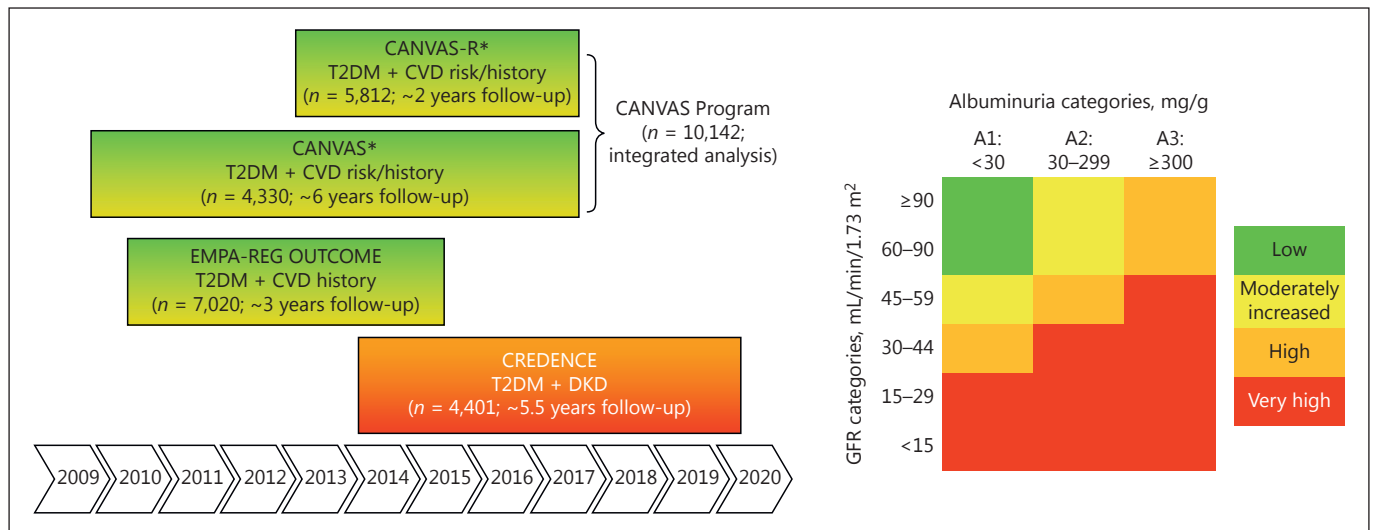 CANVAS-R*
T2DM + CVD risk/history
(n = 5,812; ~2 years follow-up)
CANVAS*
T2DM + CVD risk/history
(n = 4,330; ~6 years follow-up)
CANVAS Program
(n = 10,142;
integrated analysis)
EMPA-REG OUTCOME
T2DM + CVD history
(n = 7,020; ~3 years follow-up)
CREDENCE
T2DM + DKD
(n = 4,401; ~5.5 years follow-up)
2009 2010 2011 2012 2013 2014 2015 2016 2017 2018 2019 2020
Albuminuria categories, mg/g
A1: A2: A3:
<30 30–299 ≥300
GFR categories, mL/min/1.73 m²
≥90
60–90
45–59
30–44
15–29
<15
Low
Moderately
increased
High
Very high